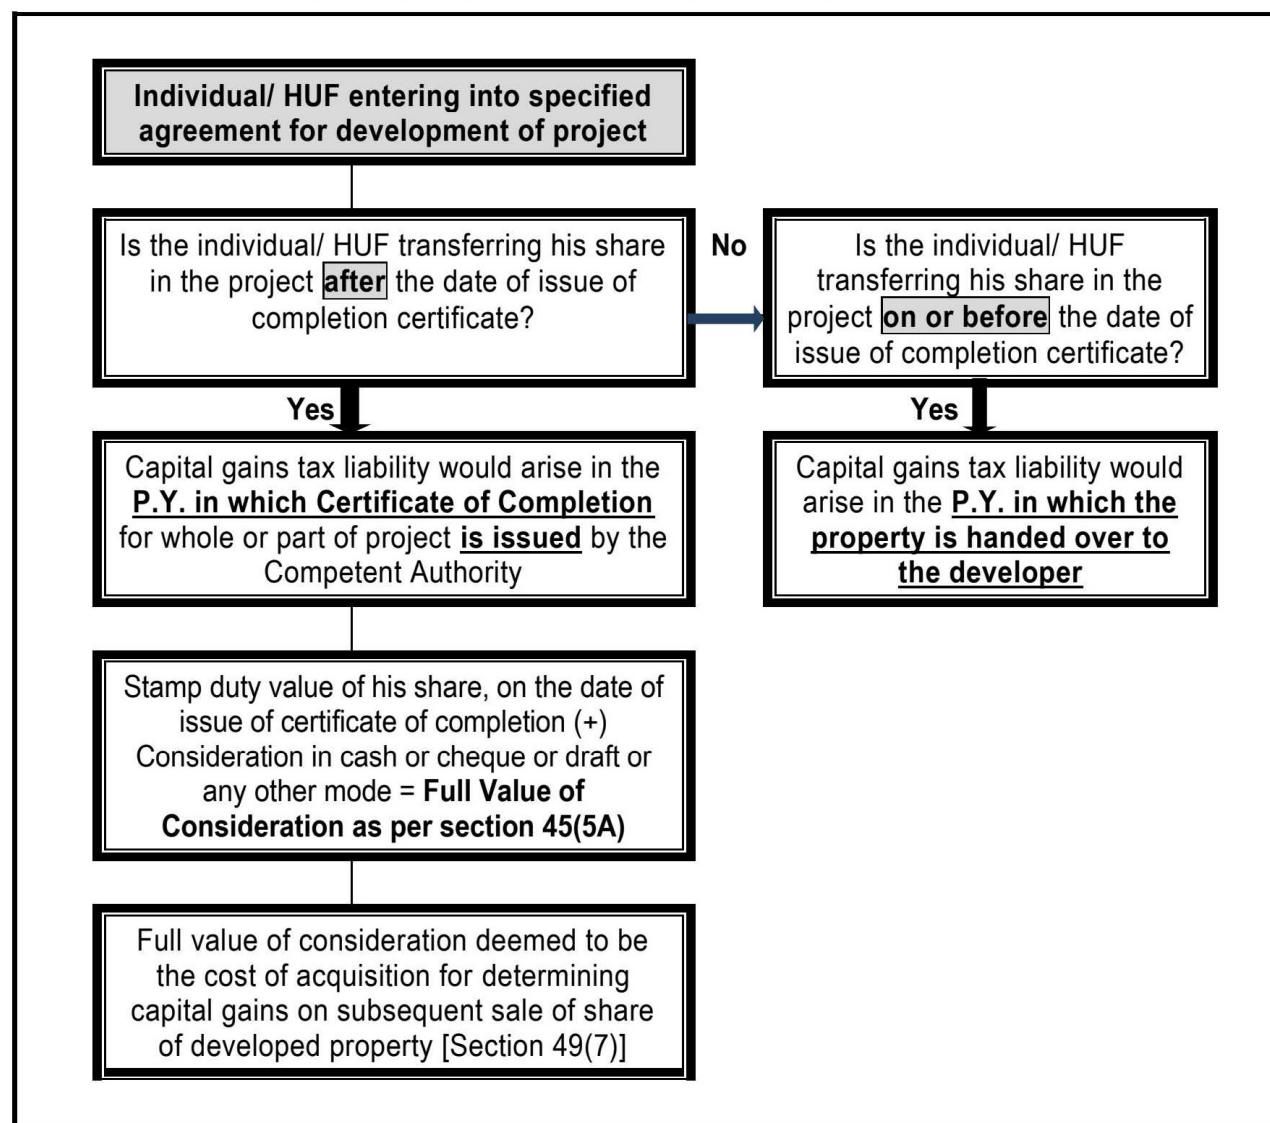 Individual/ HUF entering into specified
agreement for development of project
Is the individual/ HUF transferring his share
in the project after the date of issue of
completion certificate?
No
Is the individual/ HUF
transferring his share in the
project on or before the date of
issue of completion certificate?
Yes
Capital gains tax liability would arise in the
P.Y. in which Certificate of Completion
for whole or part of project is issued by the
Competent Authority
Yes
Capital gains tax liability would
arise in the P.Y. in which the
property is handed over to
the developer
Stamp duty value of his share, on the date of
issue of certificate of completion (+)
Consideration in cash or cheque or draft or
any other mode = Full Value of
Consideration as per section 45(5A)
Full value of consideration deemed to be
the cost of acquisition for determining
capital gains on subsequent sale of share
of developed property [Section 49(7)]